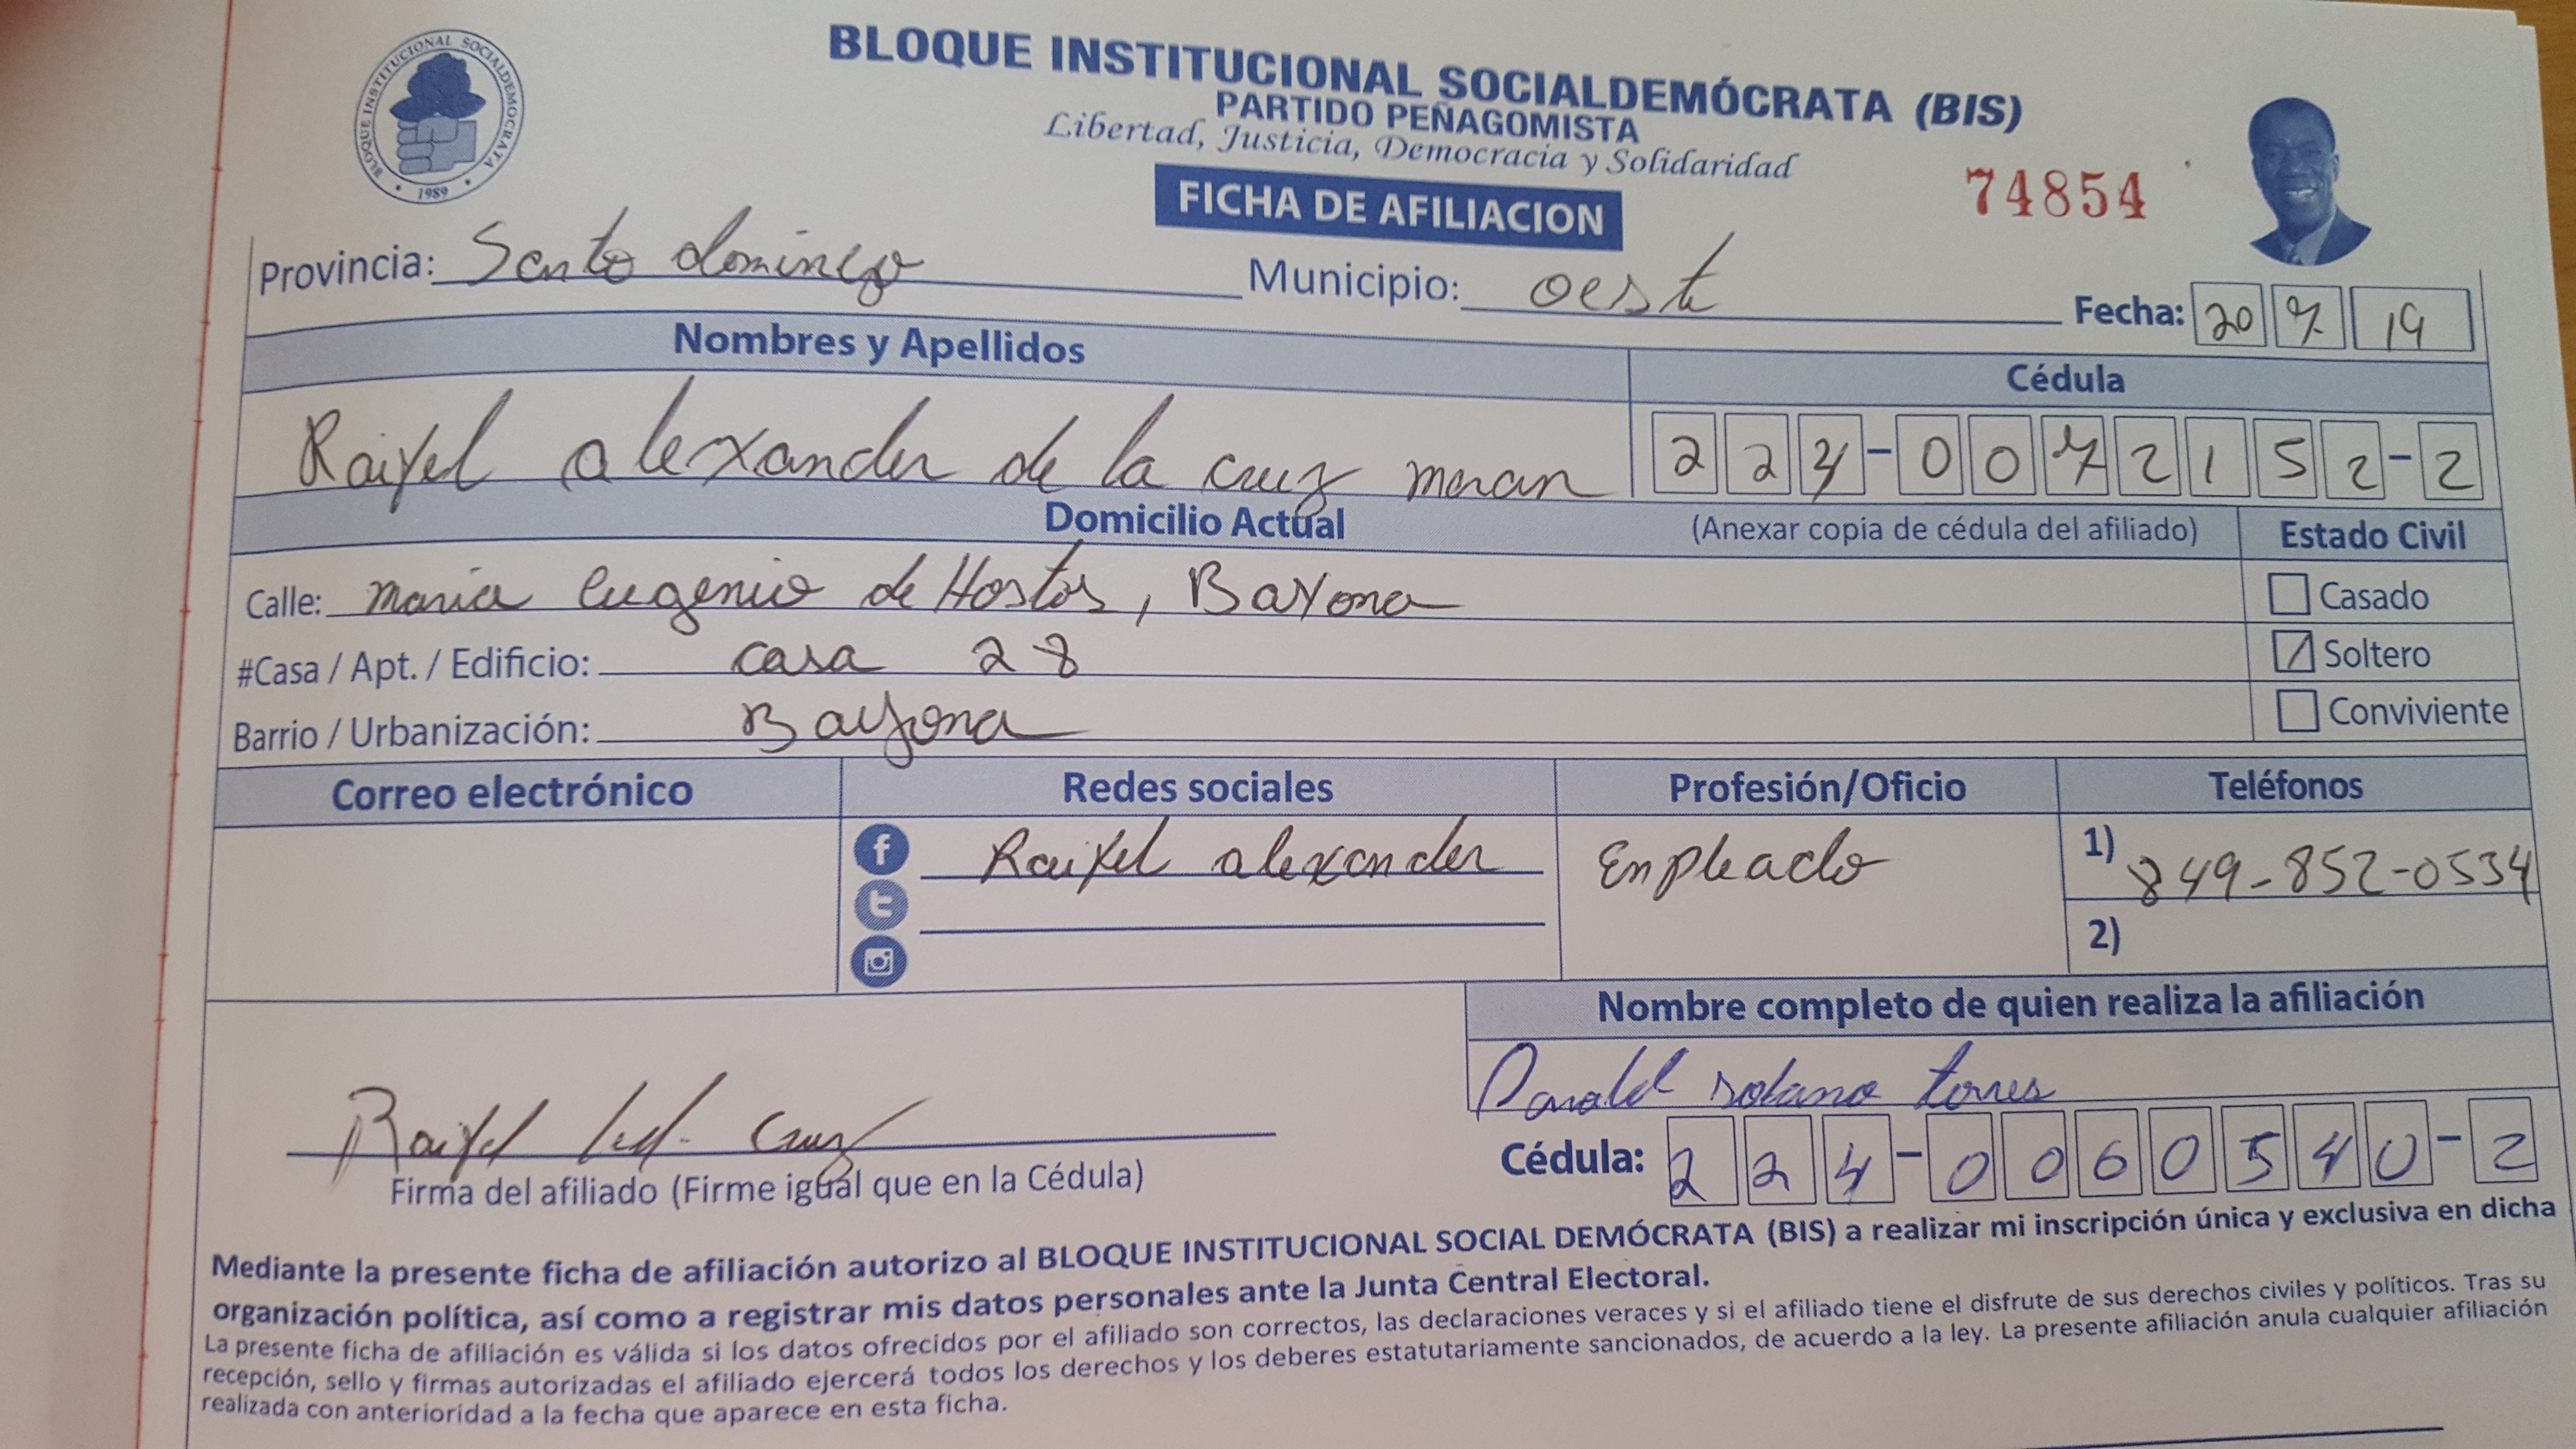 BLOQUE INSTITUCIONAL SOCIALDEMOCRATA
1989
BLOQUE INSTITUCIONAL SOCIALDEMÓCRATA (BIS)
PARTIDO PEÑAGOMISTA
Libertad, Justicia, Democracia y Solidaridad
FICHA DE AFILIACION
74854
Provincia: Santo domingo Municipio: oeste Fecha: 20 7 19
Nombres y Apellidos Cédula
Raiyel alexander de la cruz moran 224-0072152-2
Domicilio Actual (Anexar copia de cédula del afiliado) Estado Civil
Calle: maria eugenio de Hostos, Bayona Casado
#Casa / Apt. / Edificio: casa 28 Soltero
Barrio / Urbanización: Bayona Conviviente
Correo electrónico Redes sociales Profesión/Oficio Teléfonos
Raiyel alexander Enpleado 1) 849-852-0534
2)
Nombre completo de quien realiza la afiliación
Donald solano torres
Raiyel cruz
Cédula: 224-0060540-2
Firma del afiliado (Firme igual que en la Cédula)
Mediante la presente ficha de afiliación autorizo al BLOQUE INSTITUCIONAL SOCIAL DEMÓCRATA (BIS) a realizar mi inscripción única y exclusiva en dicha
organización política, así como a registrar mis datos personales ante la Junta Central Electoral.
La presente ficha de afiliación es válida si los datos ofrecidos por el afiliado son correctos, las declaraciones veraces y si el afiliado tiene el disfrute de sus derechos civiles y políticos. Tras su
recepción, sello y firmas autorizadas el afiliado ejercerá todos los derechos y los deberes estatutariamente sancionados, de acuerdo a la ley. La presente afiliación anula cualquier afiliación
realizada con anterioridad a la fecha que aparece en esta ficha.